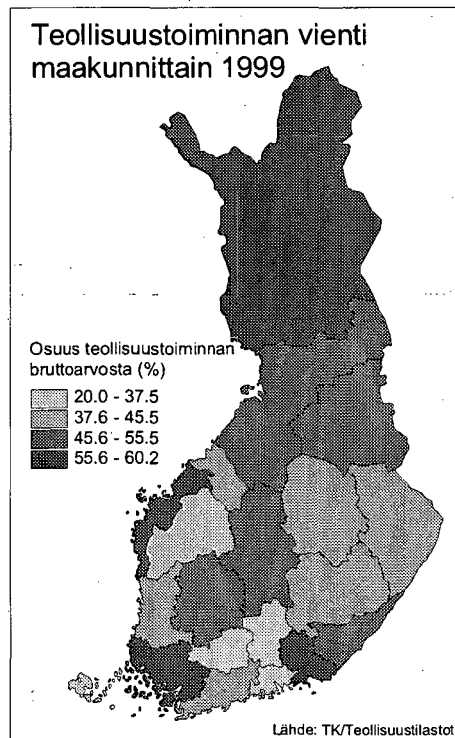 Teollisuustoiminnan vienti
maakunnittain 1999
Osuus teollisuustoiminnan
bruttoarvosta (%)
20.0 - 37.5
37.6 - 45.5
45.6 - 55.5
55.6 - 60.2
Lähde: TK/Teollisuustilastot